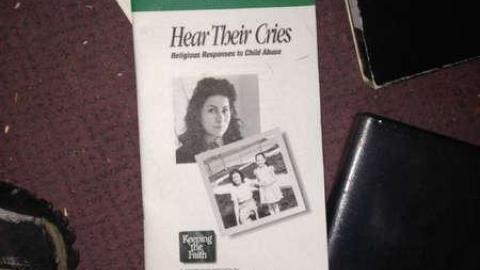 Hear Their Cries
Religious Responses to Child Abuse
Keeping
the
Faith